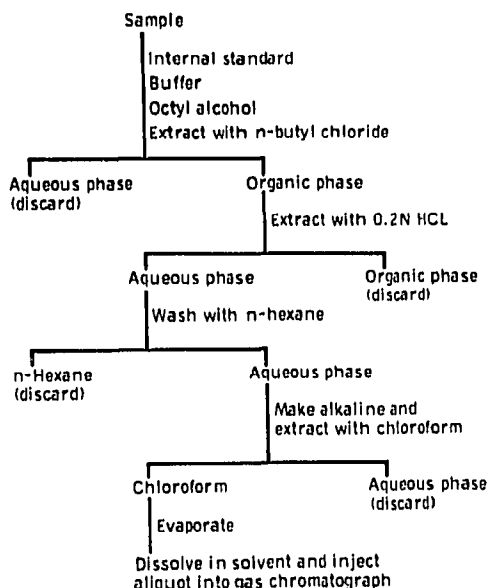 Sample
Internal standard
Buffer
Octyl alcohol
Extract with n-butyl chloride
Aqueous phase
(discard)
Organic phase
Extract with 0.2N HCL
Aqueous phase
Organic phase
(discard)
Wash with n-hexane
n-Hexane
(discard)
Aqueous phase
Make alkaline and
extract with chloroform
Chloroform
Aqueous phase
(discard)
Evaporate
Dissolve in solvent and inject
aliquot into gas chromatograph